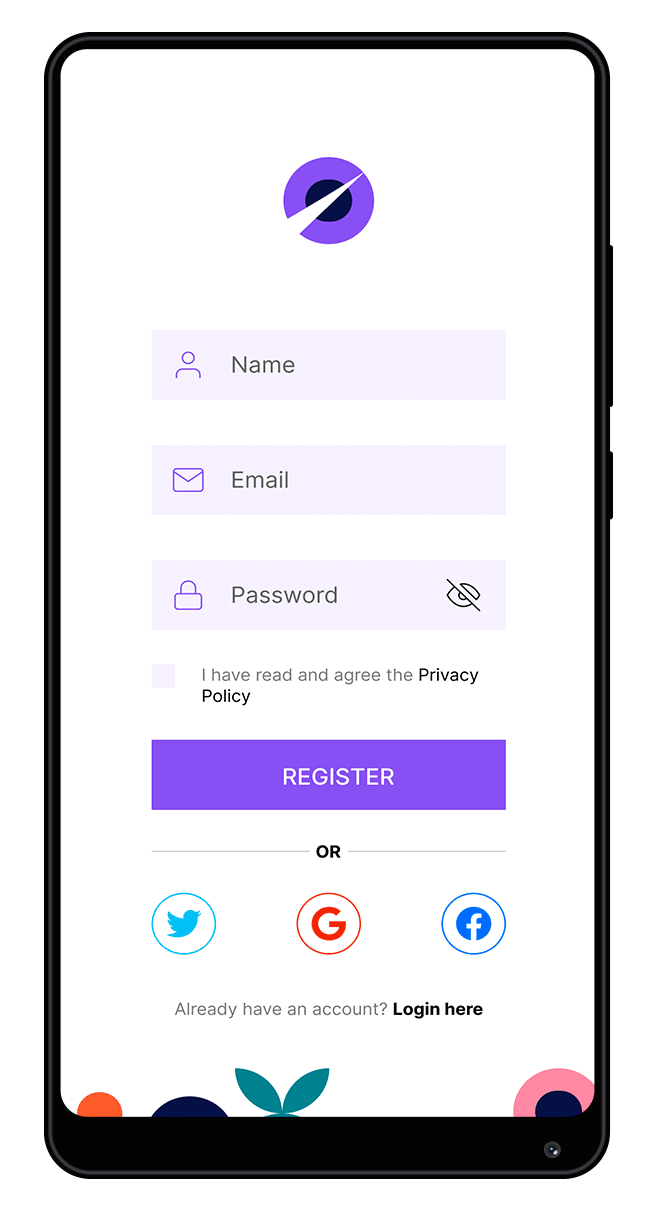 Name
Email
Password
I have read and agree the Privacy
Policy
REGISTER
OR
Already have an account? Login here